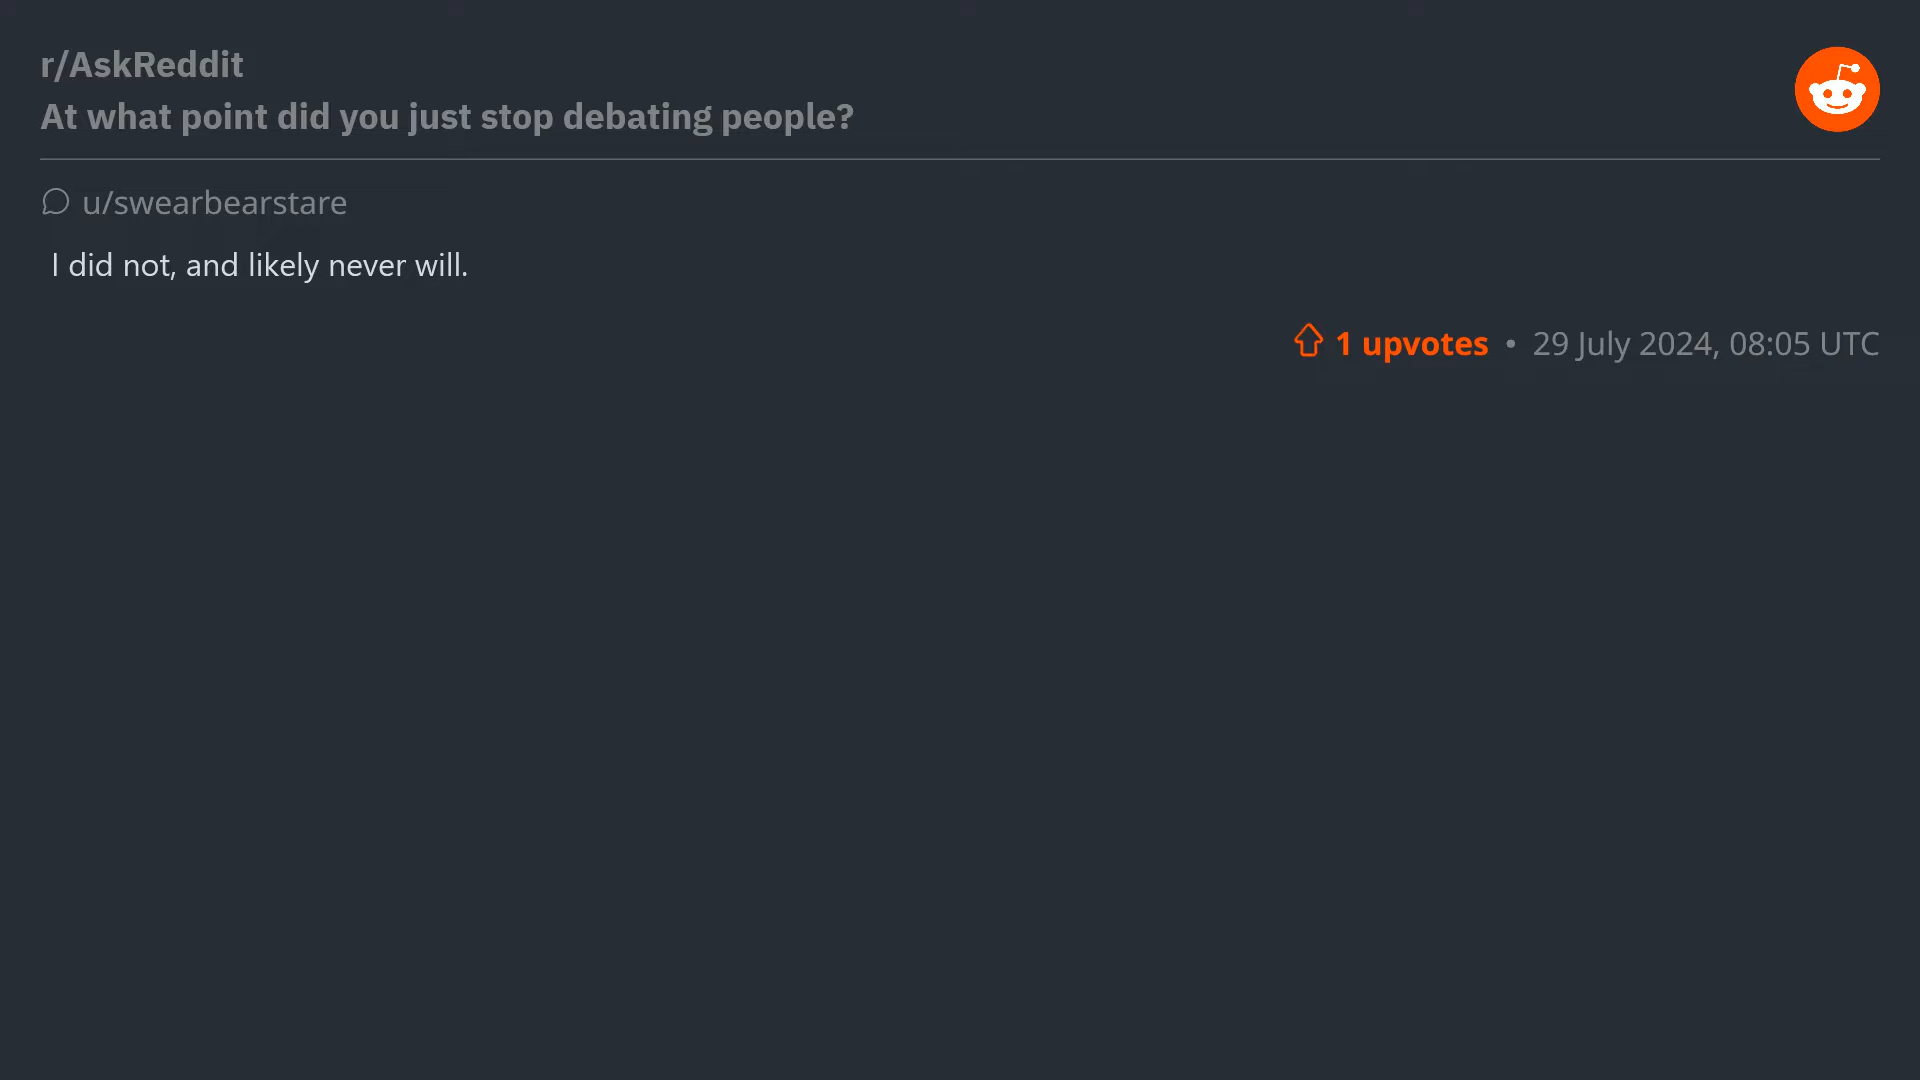 r/AskReddit
At what point did you just stop debating people?
u/swearbearstare
I did not, and likely never will.
1 upvotes • 29 July 2024, 08:05 UTC